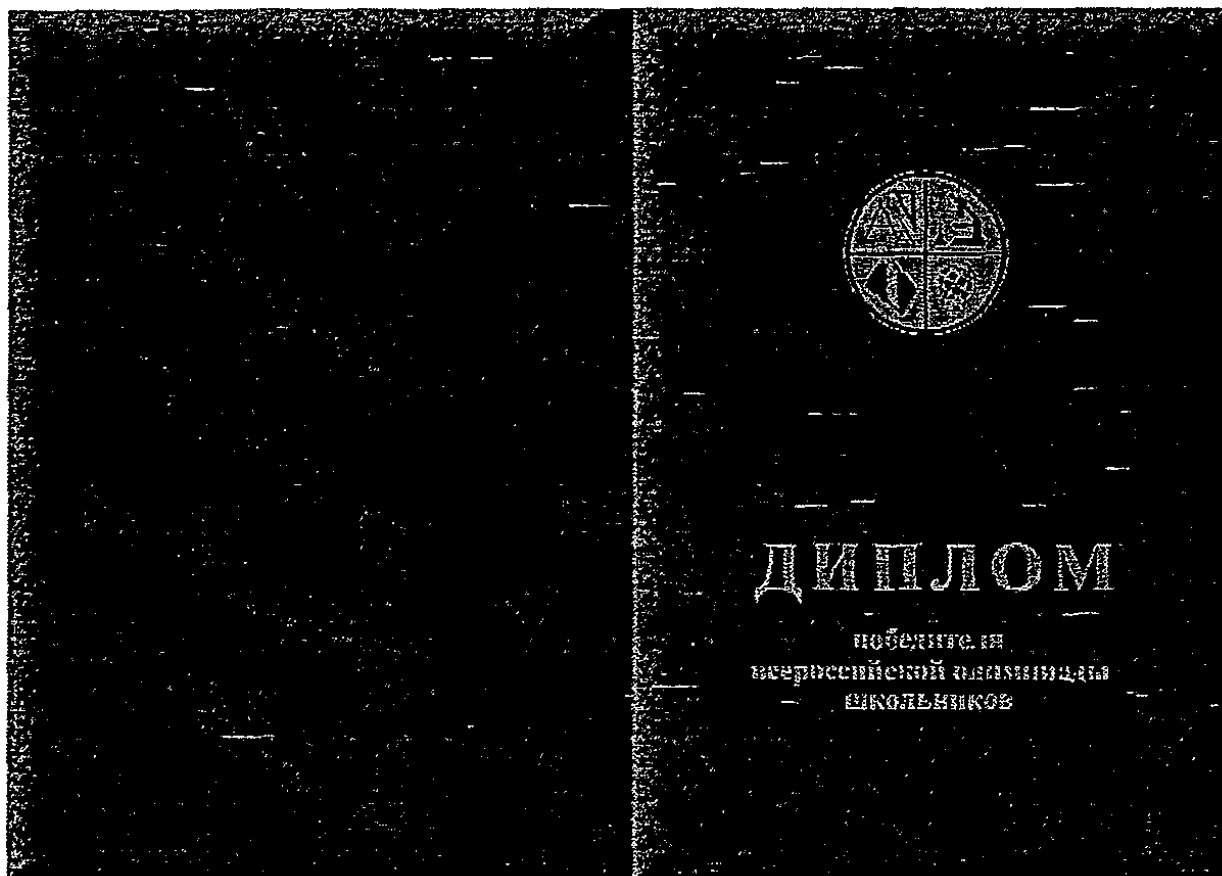 ДИПЛОМ
победителя
всероссийской олимпиады
школьников